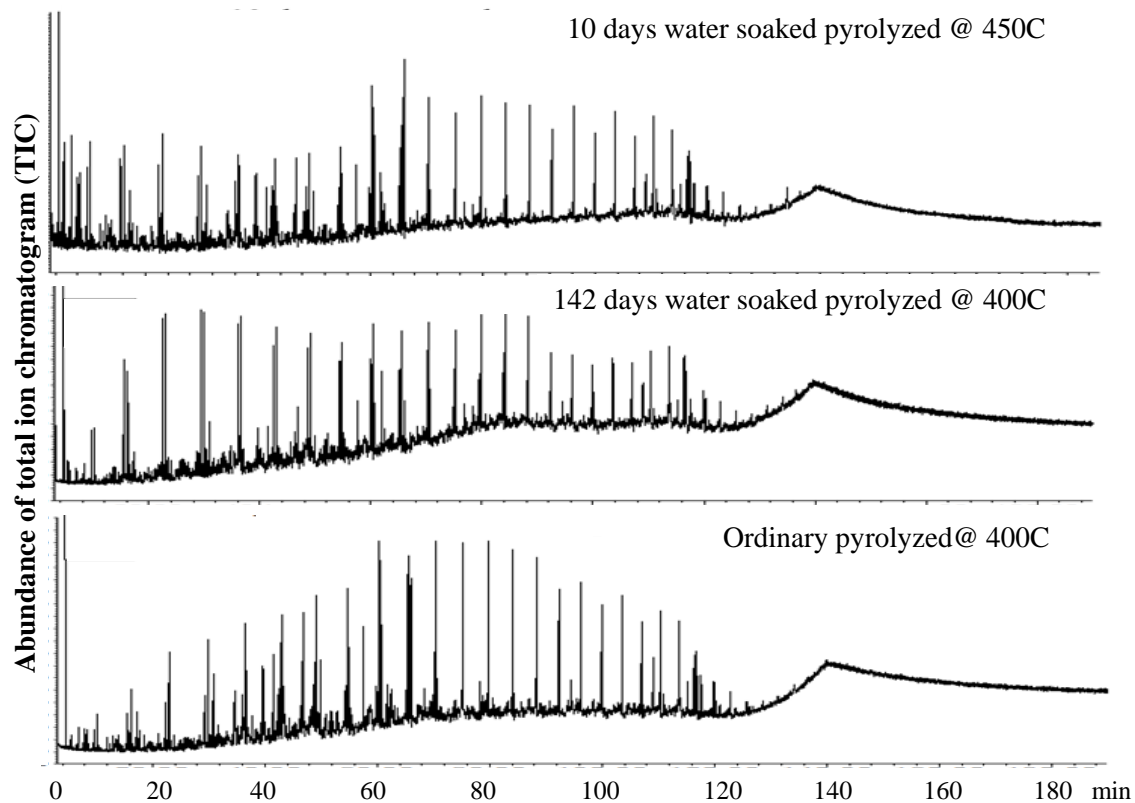 10 days water soaked pyrolyzed @ 450C
142 days water soaked pyrolyzed @ 400C
Ordinary pyrolyzed@ 400C
Abundance of total ion chromatogram (TIC)
0 20 40 60 80 100 120 140 160 180 min